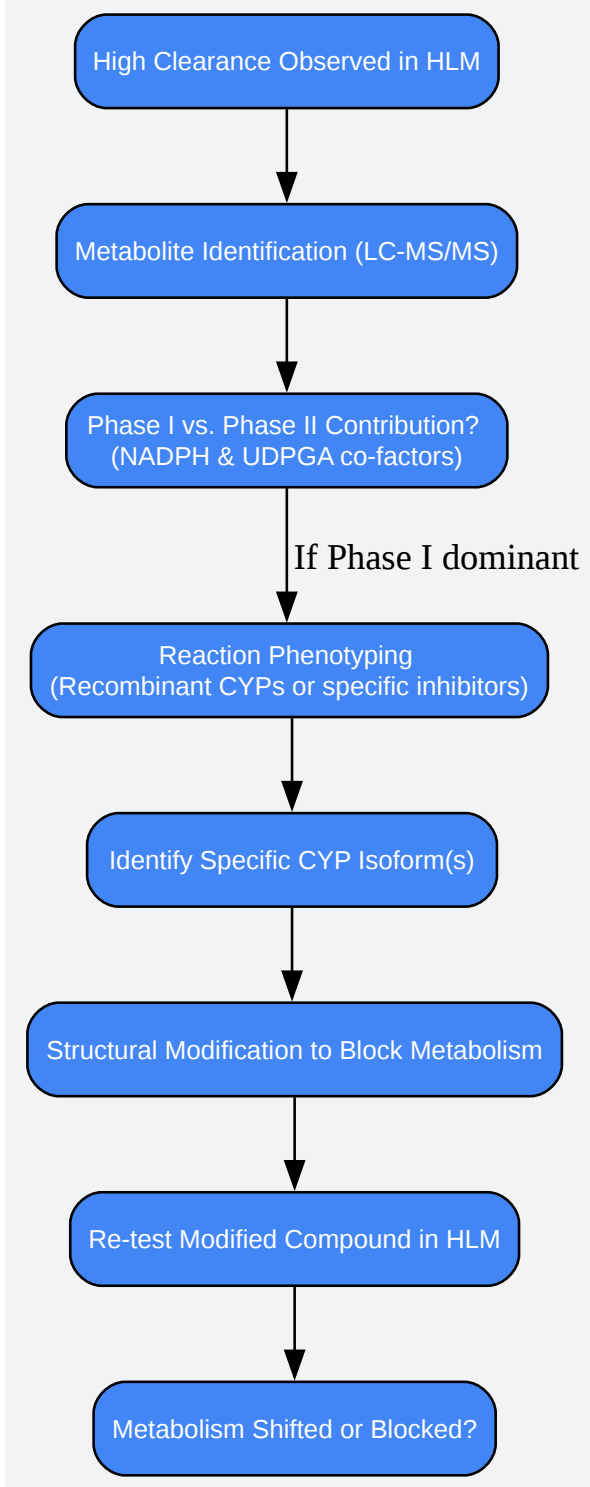 High Clearance Observed in HLM
Metabolite Identification (LC-MS/MS)
Phase I vs. Phase II Contribution?
(NADPH & UDPGA co-factors)
If Phase I dominant
Reaction Phenotyping
(Recombinant CYPs or specific inhibitors)
Identify Specific CYP Isoform(s)
Structural Modification to Block Metabolism
Re-test Modified Compound in HLM
Metabolism Shifted or Blocked?